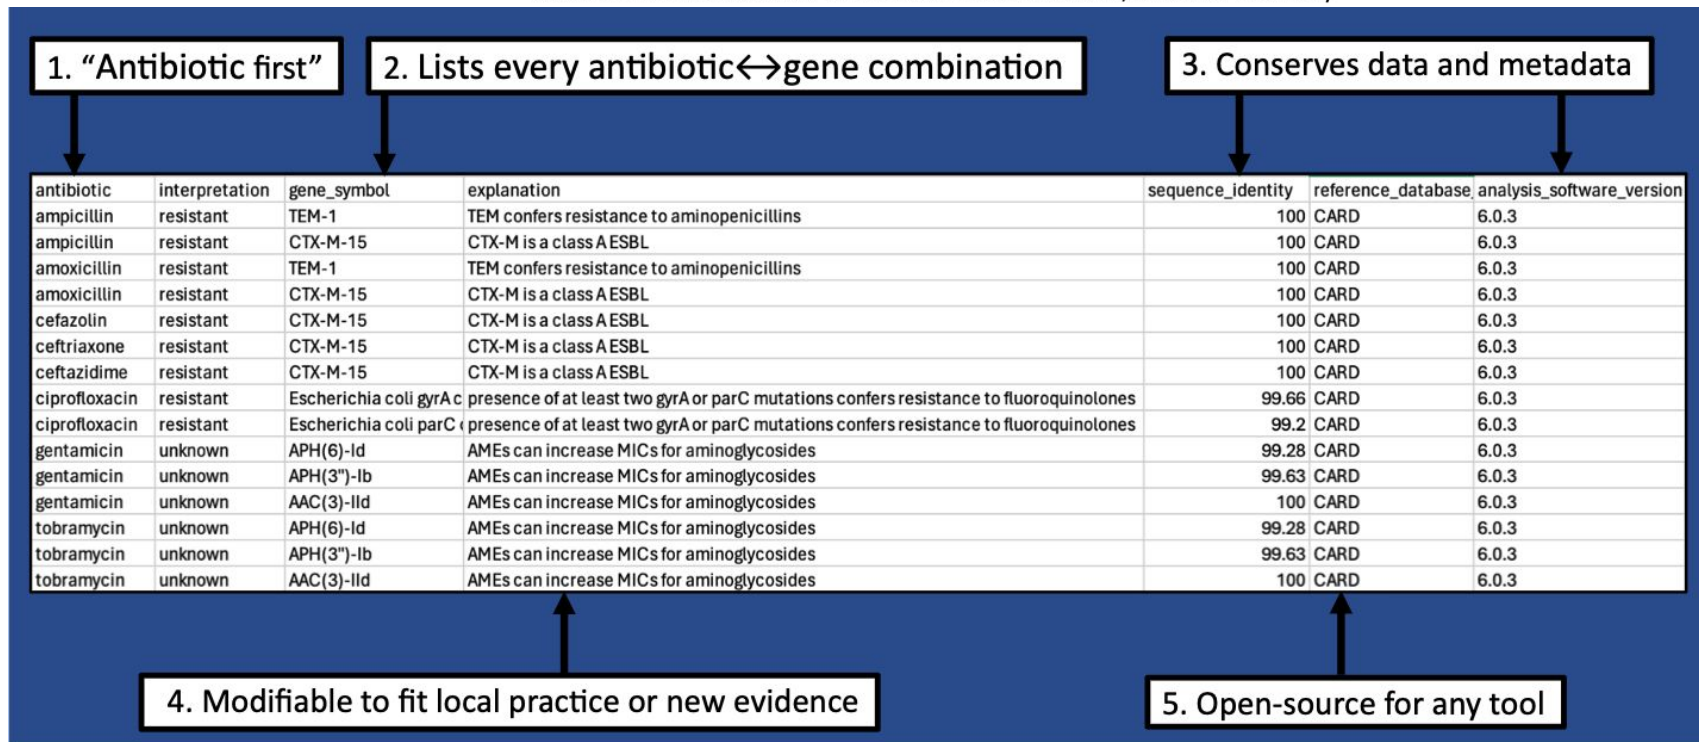 1. “Antibiotic first”
2. Lists every antibiotic↔gene combination
3. Conserves data and metadata
antibiotic interpretation gene_symbol explanation sequence_identity reference_database_ analysis_software_version
ampicillin resistant TEM-1 TEM confers resistance to aminopenicillins 100 CARD 6.0.3
ampicillin resistant CTX-M-15 CTX-M is a class A ESBL 100 CARD 6.0.3
amoxicillin resistant TEM-1 TEM confers resistance to aminopenicillins 100 CARD 6.0.3
amoxicillin resistant CTX-M-15 CTX-M is a class A ESBL 100 CARD 6.0.3
cefazolin resistant CTX-M-15 CTX-M is a class A ESBL 100 CARD 6.0.3
ceftriaxone resistant CTX-M-15 CTX-M is a class A ESBL 100 CARD 6.0.3
ceftazidime resistant CTX-M-15 CTX-M is a class A ESBL 100 CARD 6.0.3
ciprofloxacin resistant Escherichia coli gyrA c presence of at least two gyrA or parC mutations confers resistance to fluoroquinolones 99.66 CARD 6.0.3
ciprofloxacin resistant Escherichia coli parC presence of at least two gyrA or parC mutations confers resistance to fluoroquinolones 99.2 CARD 6.0.3
gentamicin unknown APH(6)-Id AMEs can increase MICs for aminoglycosides 99.28 CARD 6.0.3
gentamicin unknown APH(3")-Ib AMEs can increase MICs for aminoglycosides 99.63 CARD 6.0.3
gentamicin unknown AAC(3)-IId AMEs can increase MICs for aminoglycosides 100 CARD 6.0.3
tobramycin unknown APH(6)-Id AMEs can increase MICs for aminoglycosides 99.28 CARD 6.0.3
tobramycin unknown APH(3")-Ib AMEs can increase MICs for aminoglycosides 99.63 CARD 6.0.3
tobramycin unknown AAC(3)-IId AMEs can increase MICs for aminoglycosides 100 CARD 6.0.3
4. Modifiable to fit local practice or new evidence
5. Open-source for any tool